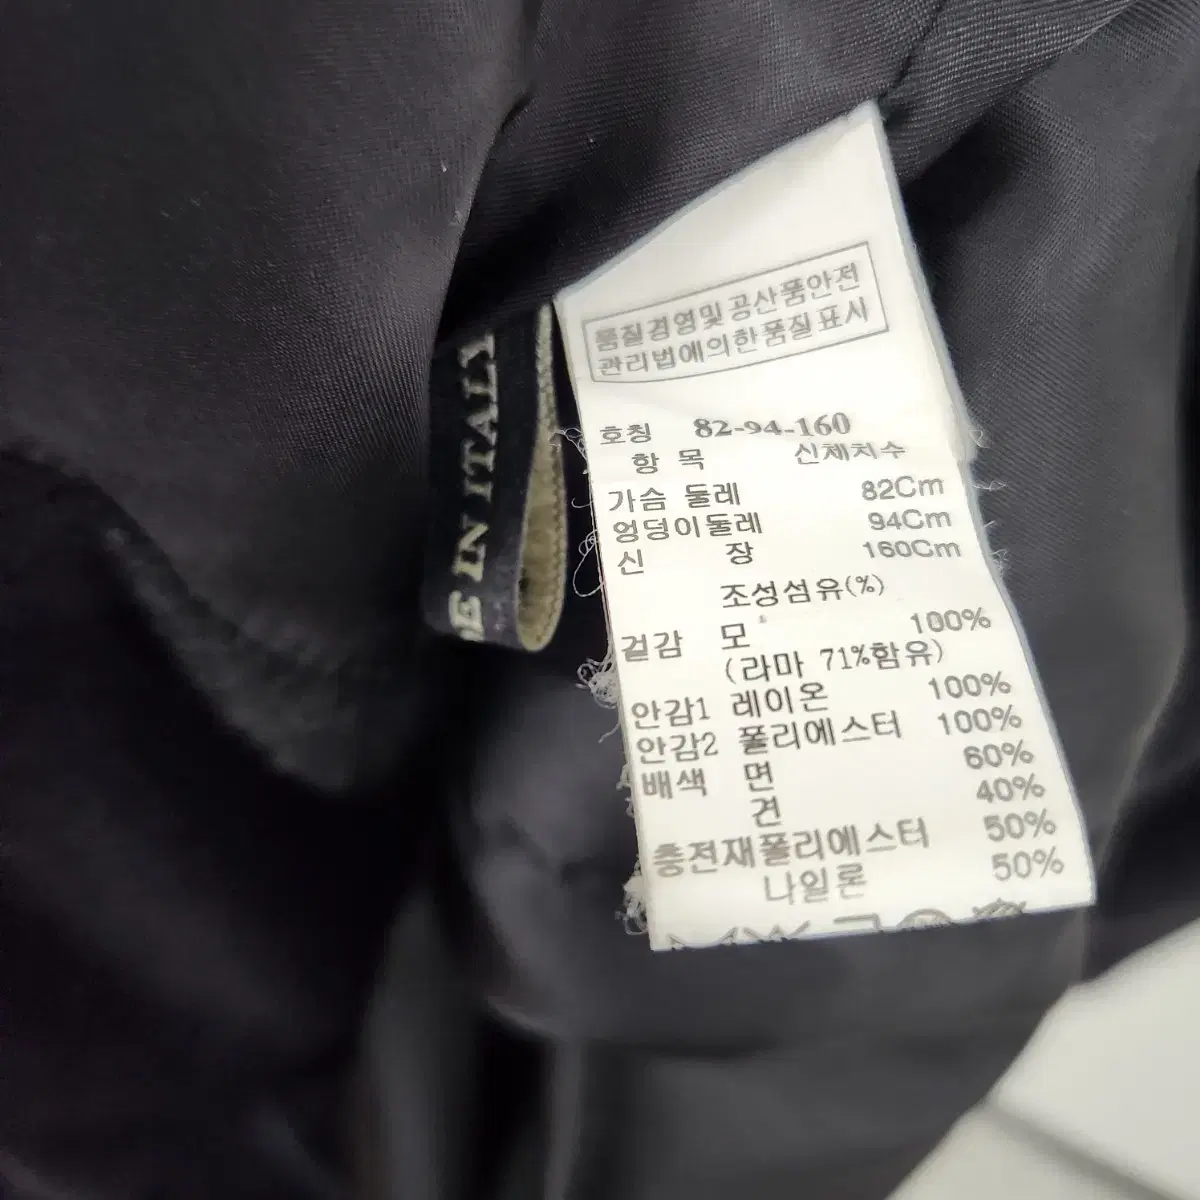 DE IN ITALY
품질경영및공산품안전
관리법에의한품질표시
호칭 82-94-160
항 목 신체치수
가슴 둘레 82Cm
엉덩이둘레 94Cm
신 장 160Cm
조성섬유(%)
겉감 모 100%
(라마 71%함유)
안감1 레이온 100%
안감2 폴리에스터 100%
배색 면 60%
견 40%
충전재폴리에스터 50%
나일론 50%